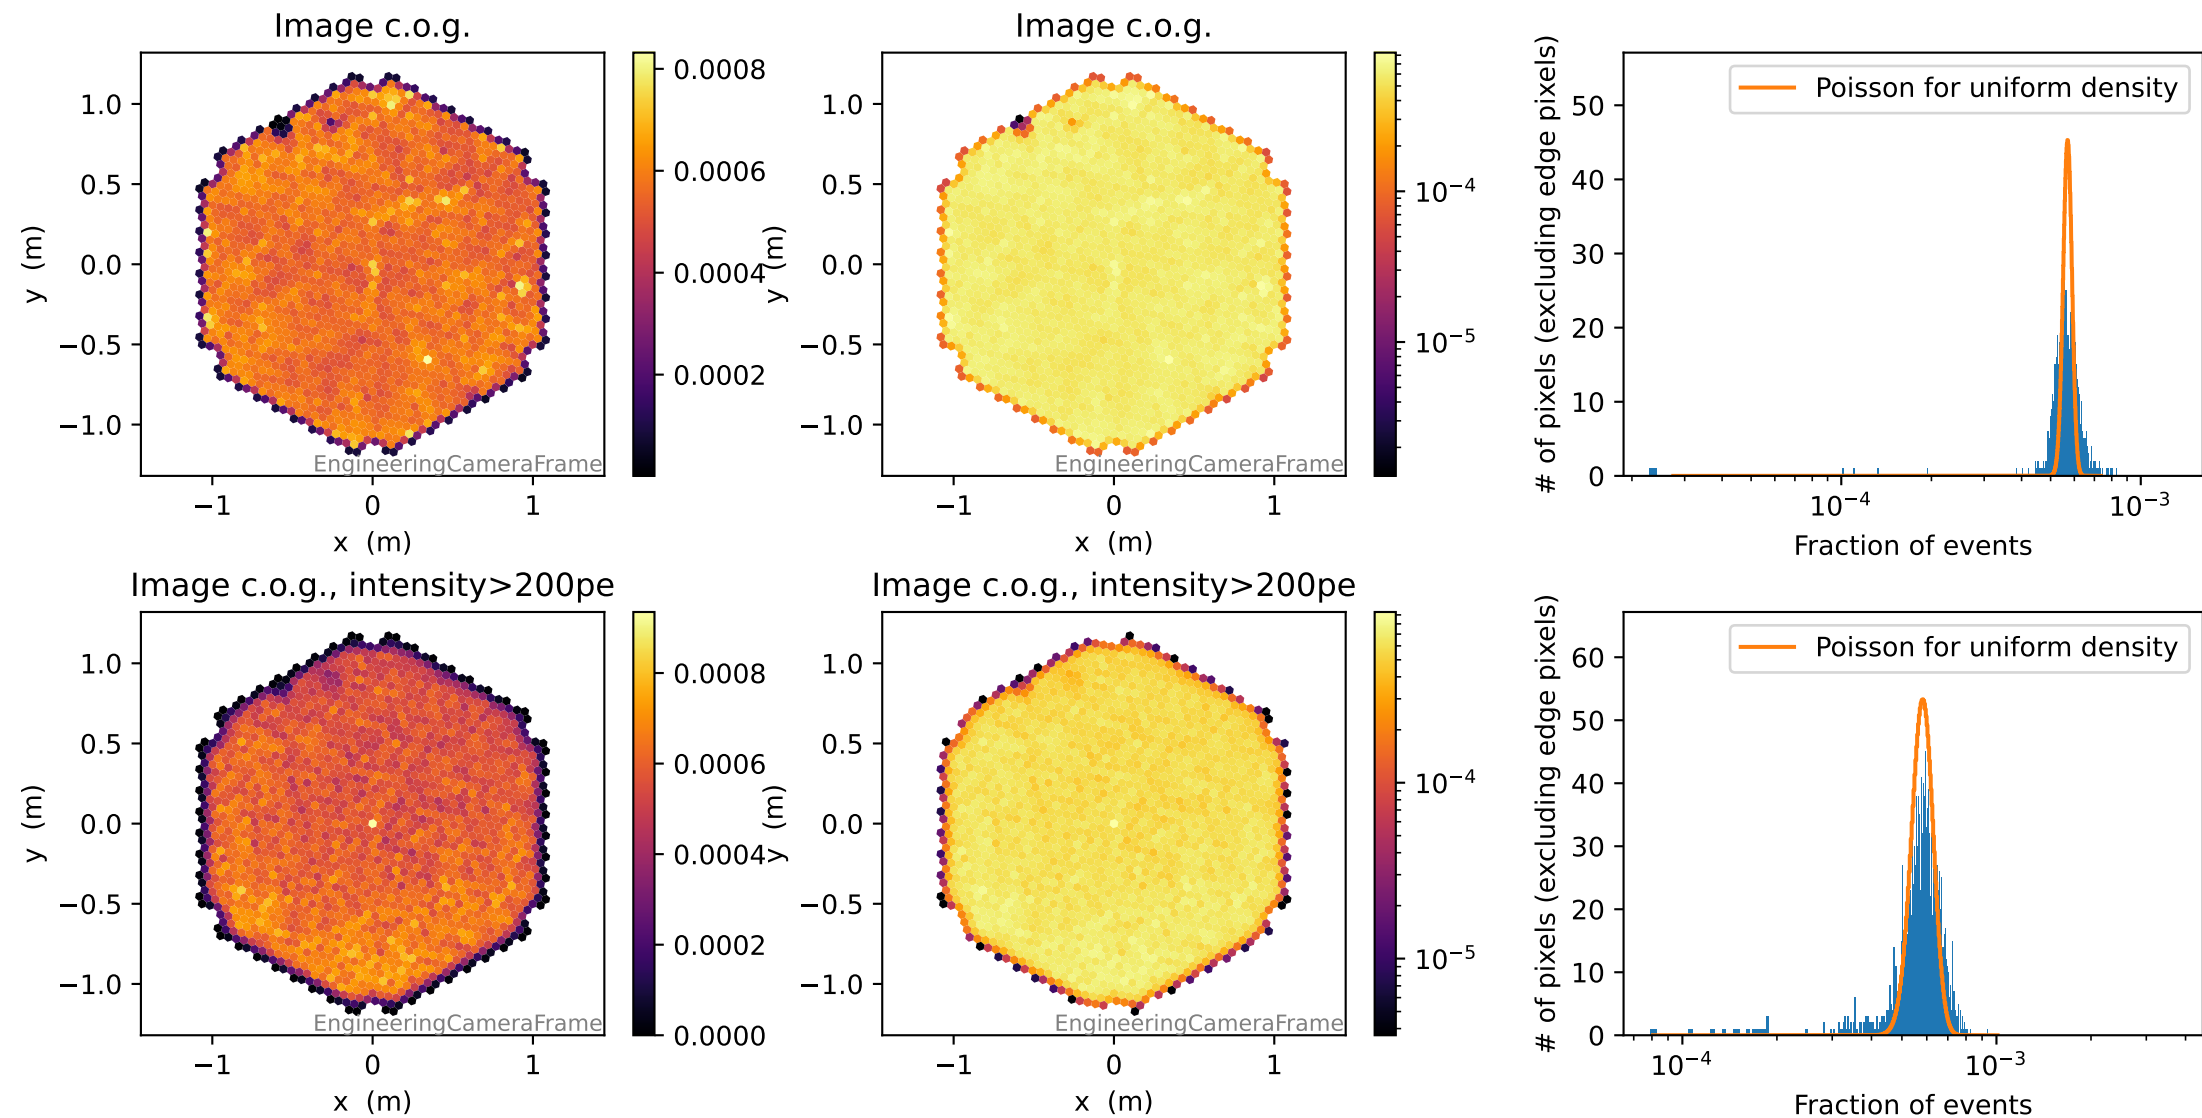 Image c.o.g.
y (m)
1.0
0.5
0.0
−0.5
−1.0
−1
0
1
x (m)
EngineeringCameraFrame
0.0008
0.0006
0.0004
0.0002
Image c.o.g.
y (m)
1.0
0.5
0.0
−0.5
−1.0
−1
0
1
x (m)
EngineeringCameraFrame
10⁻⁴
10⁻⁵
# of pixels (excluding edge pixels)
50
40
30
20
10
0
Poisson for uniform density
10⁻⁴
10⁻³
Fraction of events
Image c.o.g., intensity>200pe
y (m)
1.0
0.5
0.0
−0.5
−1.0
−1
0
1
x (m)
EngineeringCameraFrame
0.0008
0.0006
0.0004
0.0002
0.0000
Image c.o.g., intensity>200pe
y (m)
1.0
0.5
0.0
−0.5
−1.0
−1
0
1
x (m)
EngineeringCameraFrame
10⁻⁴
10⁻⁵
# of pixels (excluding edge pixels)
60
50
40
30
20
10
0
Poisson for uniform density
10⁻⁴
10⁻³
Fraction of events